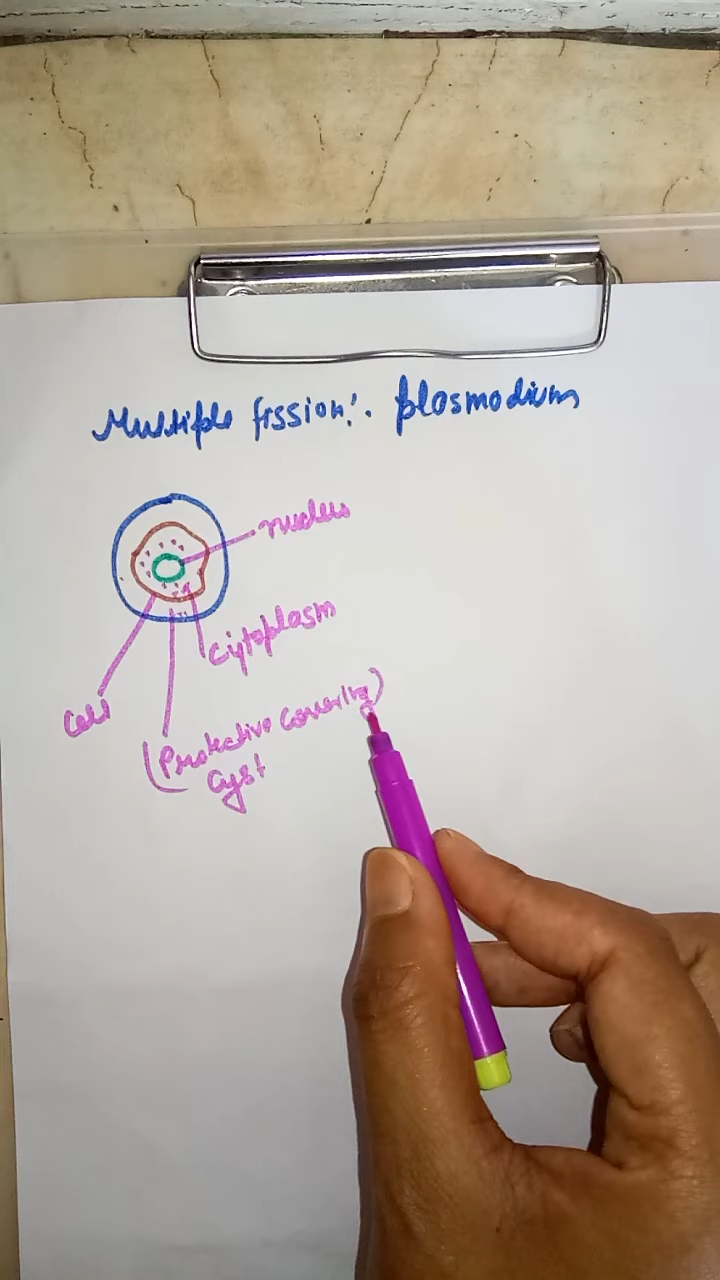 Multiple fission:. plasmodium
nucleus
Cytoplasm
Cell
(Protective covering)
Cyst